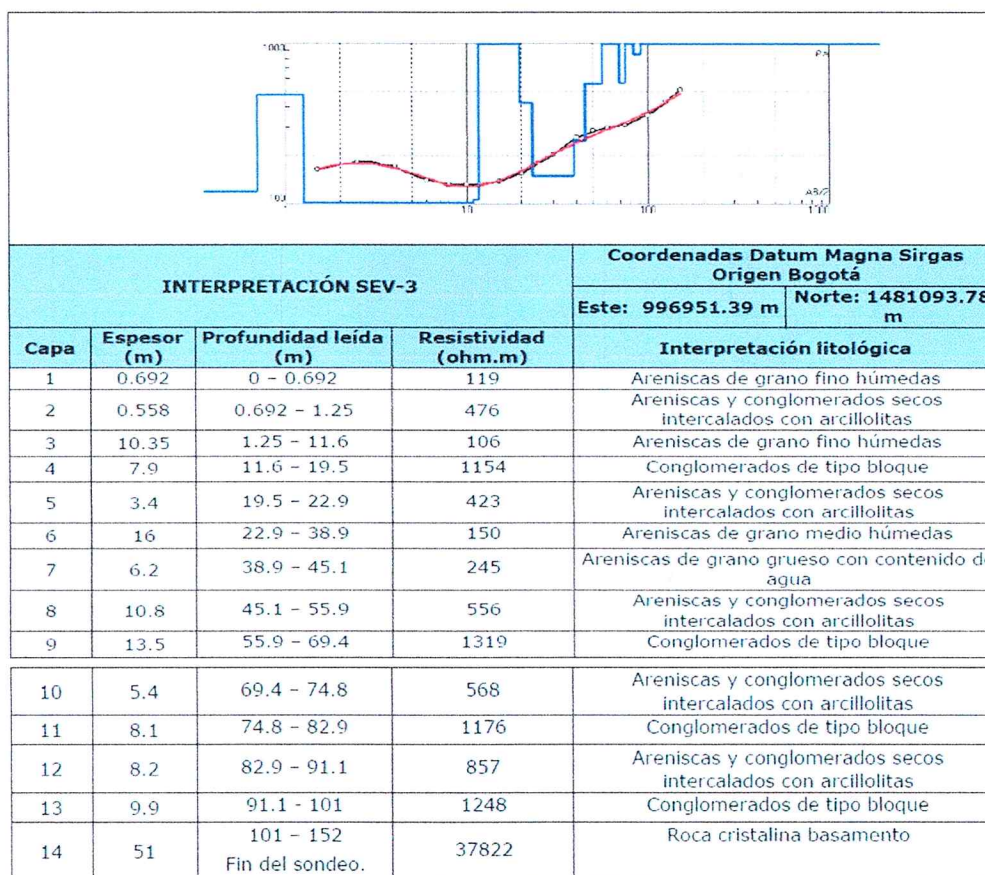 1000
ρa
100
1
10
100
AB/2
1000
INTERPRETACIÓN SEV-3
Coordenadas Datum Magna Sirgas
Origen Bogotá
Este: 996951.39 m
Norte: 1481093.78
m
Capa
Espesor
(m)
Profundidad leída
(m)
Resistividad
(ohm.m)
Interpretación litológica
1
0.692
0 – 0.692
119
Areniscas de grano fino húmedas
2
0.558
0.692 – 1.25
476
Areniscas y conglomerados secos
intercalados con arcillolitas
3
10.35
1.25 – 11.6
106
Areniscas de grano fino húmedas
4
7.9
11.6 – 19.5
1154
Conglomerados de tipo bloque
5
3.4
19.5 – 22.9
423
Areniscas y conglomerados secos
intercalados con arcillolitas
6
16
22.9 – 38.9
150
Areniscas de grano medio húmedas
7
6.2
38.9 – 45.1
245
Areniscas de grano grueso con contenido de
agua
8
10.8
45.1 – 55.9
556
Areniscas y conglomerados secos
intercalados con arcillolitas
9
13.5
55.9 – 69.4
1319
Conglomerados de tipo bloque
10
5.4
69.4 – 74.8
568
Areniscas y conglomerados secos
intercalados con arcillolitas
11
8.1
74.8 – 82.9
1176
Conglomerados de tipo bloque
12
8.2
82.9 – 91.1
857
Areniscas y conglomerados secos
intercalados con arcillolitas
13
9.9
91.1 - 101
1248
Conglomerados de tipo bloque
14
51
101 – 152
Fin del sondeo.
37822
Roca cristalina basamento